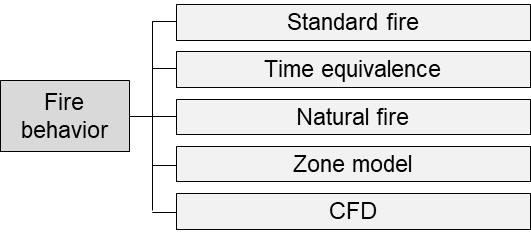 Fire
behavior
Standard fire
Time equivalence
Natural fire
Zone model
CFD